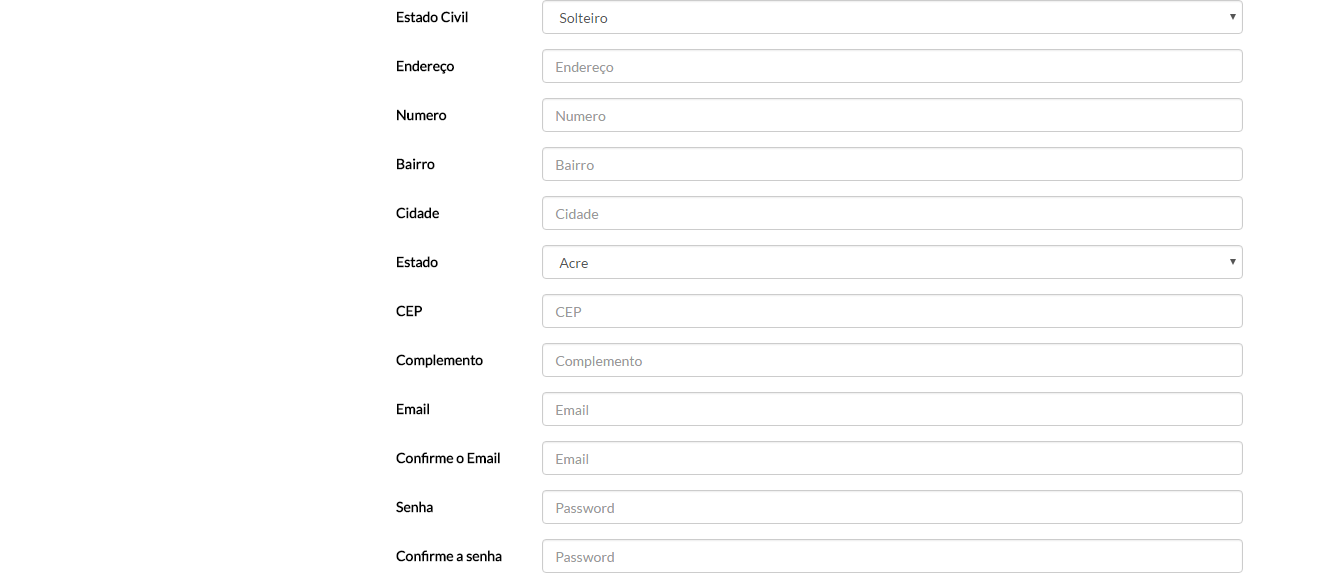 Estado Civil Solteiro
Endereço Endereço
Numero Numero
Bairro Bairro
Cidade Cidade
Estado Acre
CEP CEP
Complemento Complemento
Email Email
Confirme o Email Email
Senha Password
Confirme a senha Password